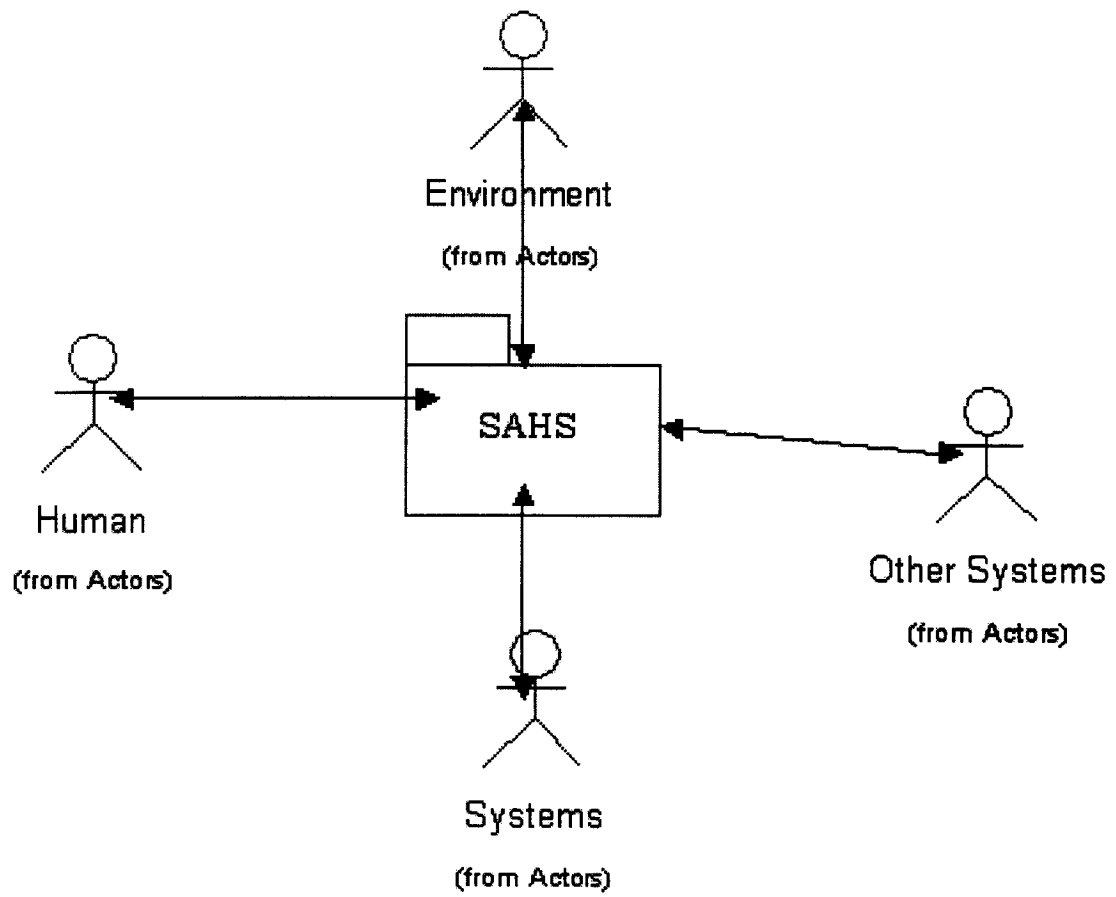 Environment
(from Actors)
SAHS
Human
(from Actors)
Other Systems
(from Actors)
Systems
(from Actors)